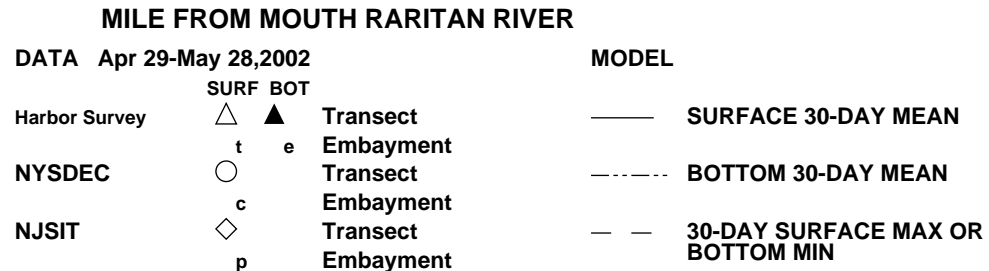 MILE FROM MOUTH RARITAN RIVER
DATA Apr 29-May 28,2002 MODEL
SURF BOT
Harbor Survey Transect SURFACE 30-DAY MEAN
t e Embayment
NYSDEC Transect BOTTOM 30-DAY MEAN
c Embayment
NJSIT Transect 30-DAY SURFACE MAX OR
BOTTOM MIN
p Embayment